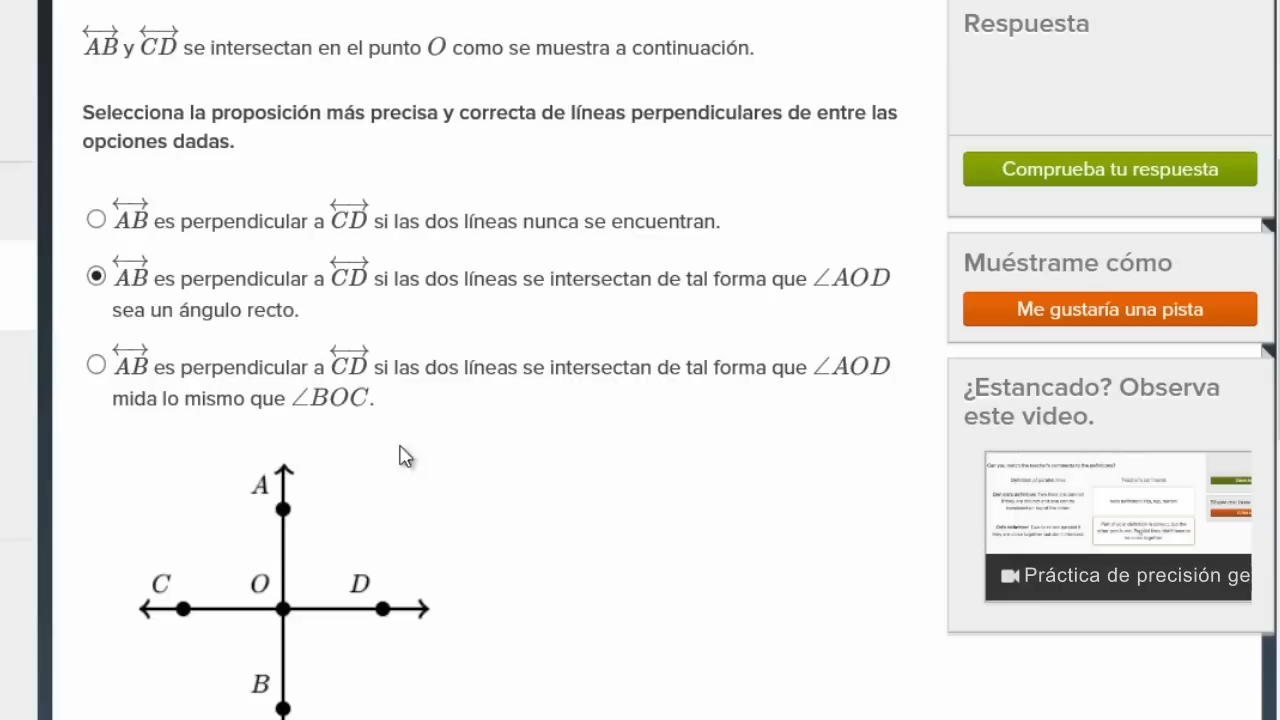 AB y CD se intersectan en el punto O como se muestra a continuación.
Selecciona la proposición más precisa y correcta de líneas perpendiculares de entre las
opciones dadas.
AB es perpendicular a CD si las dos líneas nunca se encuentran.
AB es perpendicular a CD si las dos líneas se intersectan de tal forma que ∠AOD
sea un ángulo recto.
AB es perpendicular a CD si las dos líneas se intersectan de tal forma que ∠AOD
mida lo mismo que ∠BOC.
A
C O D
B
Respuesta
Comprueba tu respuesta
Muéstrame cómo
Me gustaría una pista
¿Estancado? Observa
este video.
Práctica de precisión ge